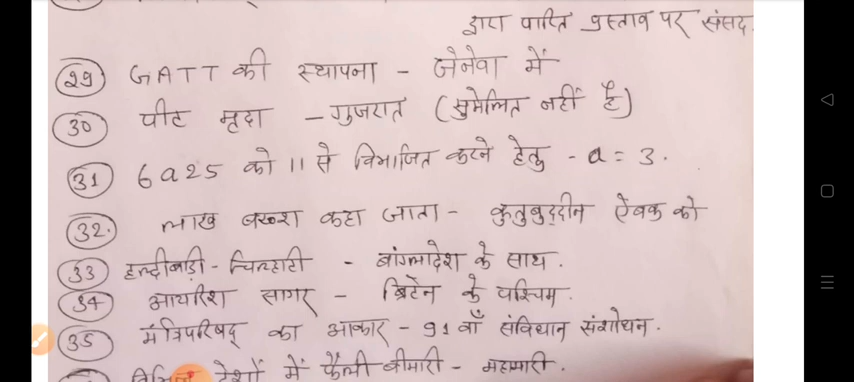 द्वारा पारित प्रस्ताव पर संसद.
29 GATT की स्थापना - जेनेवा में
30 पीट मृदा - गुजरात (सुमेलित नहीं है)
31 6a25 को 11 से विभाजित करने हेतु - a = 3.
32. लाख बख्श कहा जाता - कुतुबुद्दीन ऐबक को
33 हल्दीबाड़ी - चिल्हाटी - बांग्लादेश के साथ.
34 आयरिश सागर - ब्रिटेन के पश्चिम.
35 मंत्रिपरिषद् का आकार - 91 वाँ संविधान संशोधन.
देशों में फैली बीमारी - महामारी.